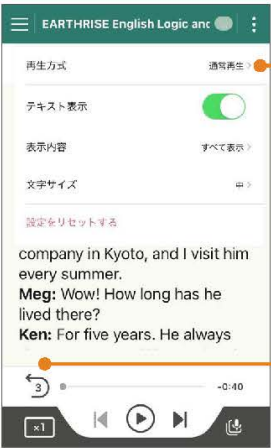 EARTHRISE English Logic anc
再生方式 通常再生 >
テキスト表示
表示内容 すべて表示 >
文字サイズ 中 >
設定をリセットする
company in Kyoto, and I visit him
every summer.
Meg: Wow! How long has he
lived there?
Ken: For five years. He always
3 -0:40
×1